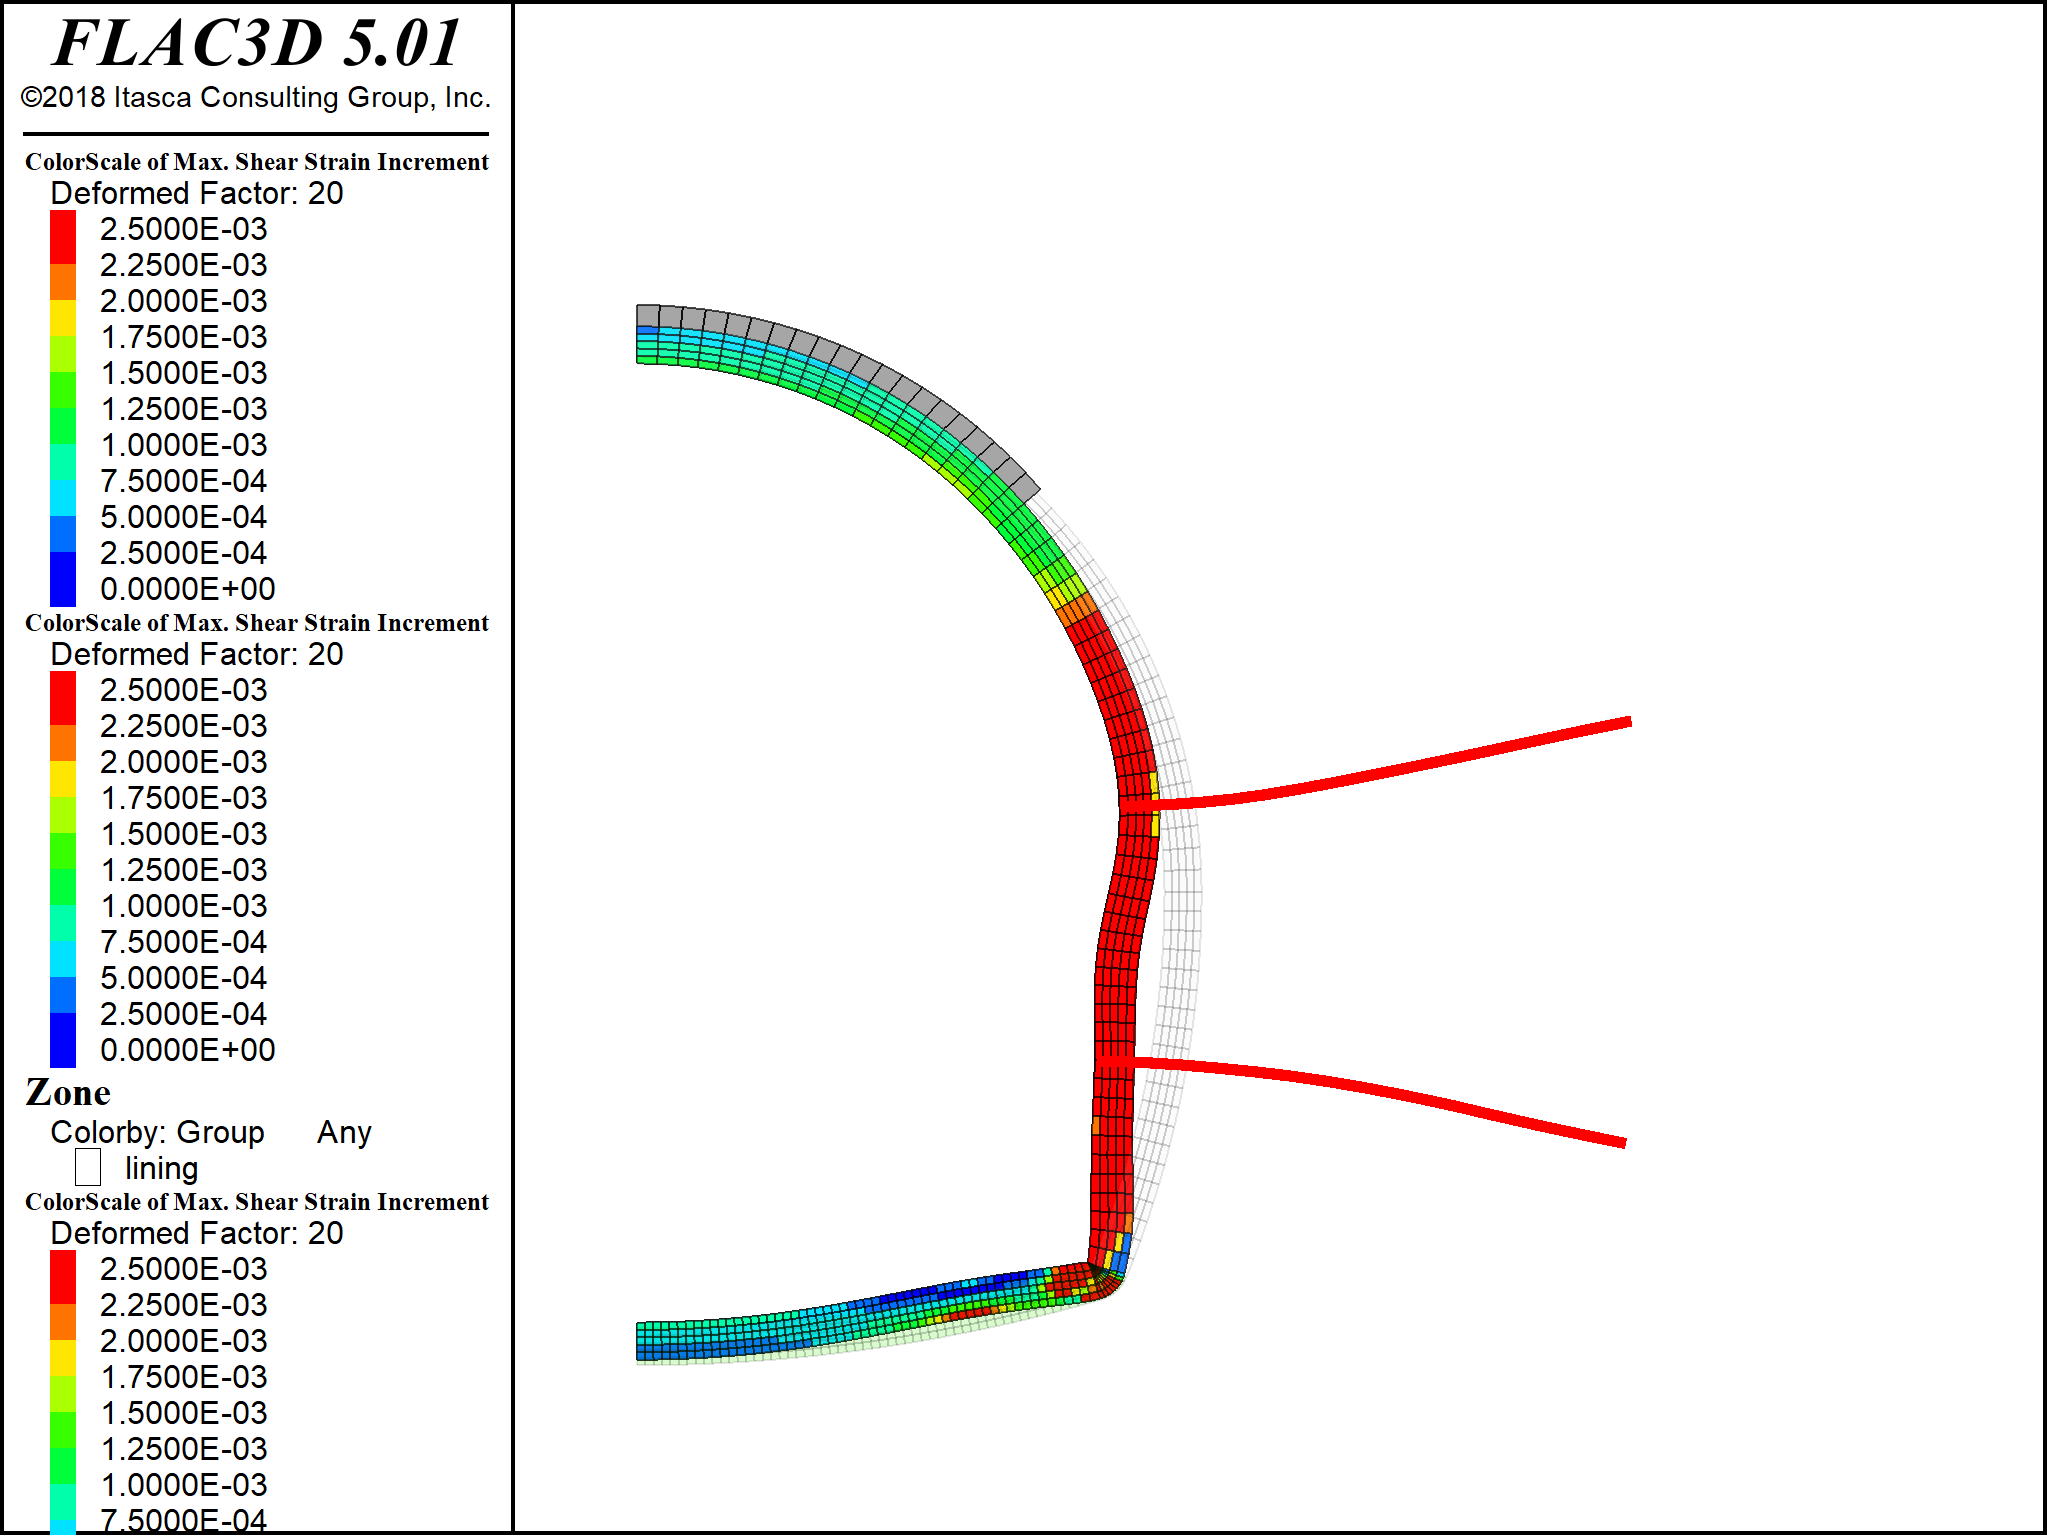 FLAC3D 5.01
©2018 Itasca Consulting Group, Inc.
ColorScale of Max. Shear Strain Increment
Deformed Factor: 20
2.5000E-03
2.2500E-03
2.0000E-03
1.7500E-03
1.5000E-03
1.2500E-03
1.0000E-03
7.5000E-04
5.0000E-04
2.5000E-04
0.0000E+00
ColorScale of Max. Shear Strain Increment
Deformed Factor: 20
2.5000E-03
2.2500E-03
2.0000E-03
1.7500E-03
1.5000E-03
1.2500E-03
1.0000E-03
7.5000E-04
5.0000E-04
2.5000E-04
0.0000E+00
Zone
Colorby: Group Any
lining
ColorScale of Max. Shear Strain Increment
Deformed Factor: 20
2.5000E-03
2.2500E-03
2.0000E-03
1.7500E-03
1.5000E-03
1.2500E-03
1.0000E-03
7.5000E-04